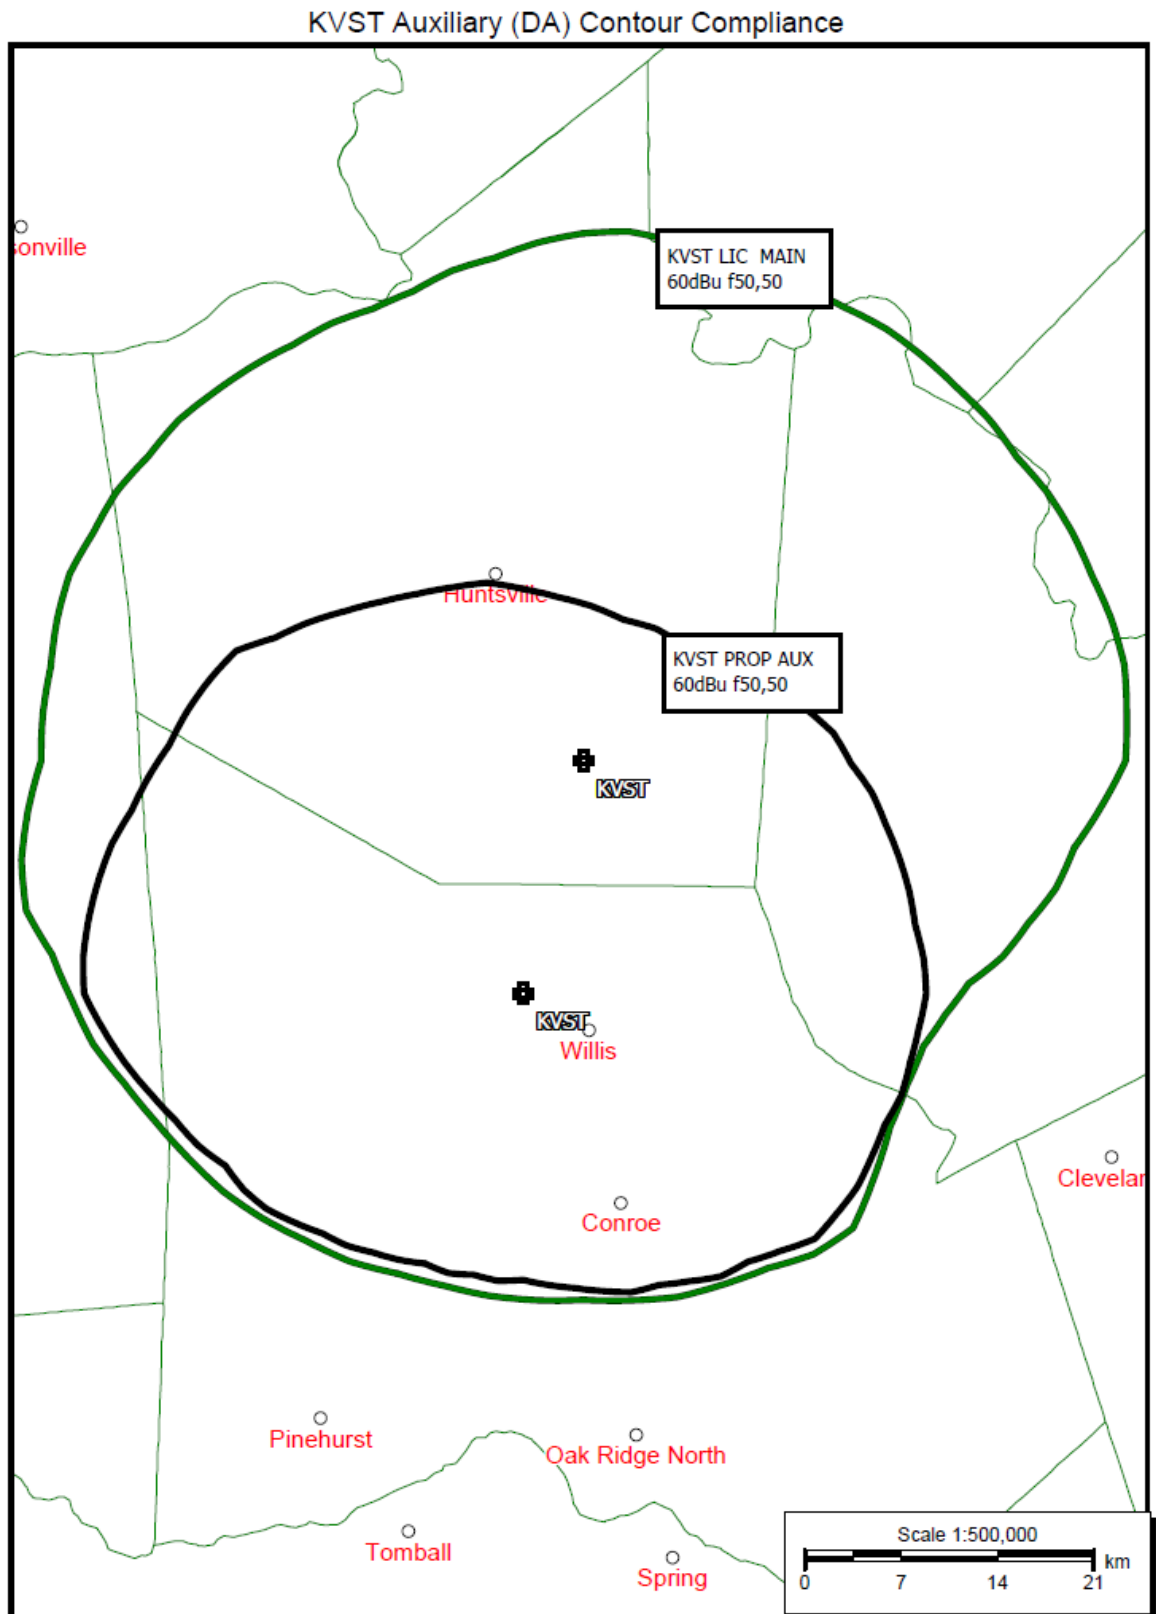 KVST Auxiliary (DA) Contour Compliance
sonville
KVST LIC MAIN
60dBu f50,50
Huntsville
KVST PROP AUX
60dBu f50,50
KVST
KVST
Willis
Clevelar
Conroe
Pinehurst
Oak Ridge North
Tomball
Spring
Scale 1:500,000
km
0 7 14 21